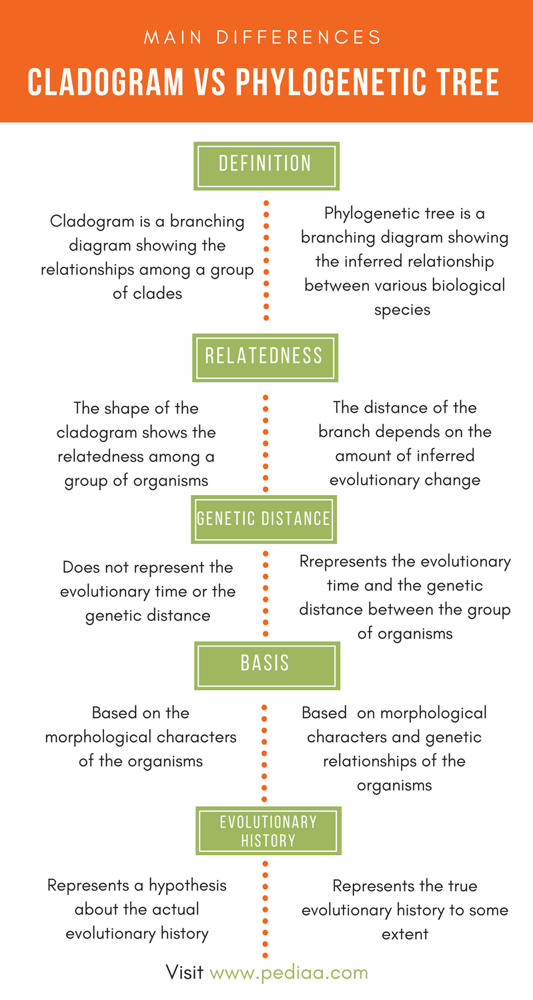 MAIN DIFFERENCES
CLADOGRAM VS PHYLOGENETIC TREE
DEFINITION
Cladogram is a branching
diagram showing the
relationships among a group
of clades
Phylogenetic tree is a
branching diagram showing
the inferred relationship
between various biological
species
RELATEDNESS
The shape of the
cladogram shows the
relatedness among a
group of organisms
The distance of the
branch depends on the
amount of inferred
evolutionary change
GENETIC DISTANCE
Does not represent the
evolutionary time or the
genetic distance
Rrepresents the evolutionary
time and the genetic
distance between the group
of organisms
BASIS
Based on the
morphological characters
of the organisms
Based on morphological
characters and genetic
relationships of the
organisms
EVOLUTIONARY
HISTORY
Represents a hypothesis
about the actual
evolutionary history
Represents the true
evolutionary history to some
extent
Visit www.pediaa.com